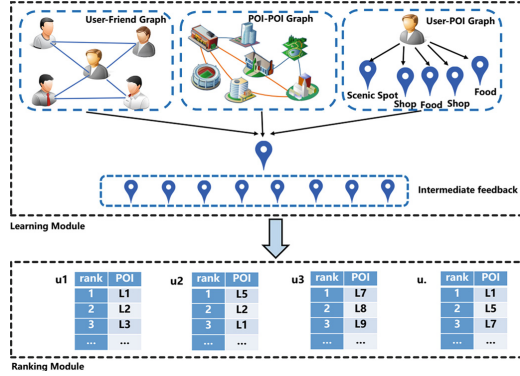 User-Friend Graph
POI-POI Graph
User-POI Graph
Scenic Spot
Shop
Food
Shop
Food
Intermediate feedback
Learning Module
u1
rank POI
1 L1
2 L2
3 L3
... ...
u2
rank POI
1 L5
2 L2
3 L1
... ...
u3
rank POI
1 L7
2 L8
3 L9
... ...
u.
rank POI
1 L1
2 L5
3 L7
... ...
Ranking Module